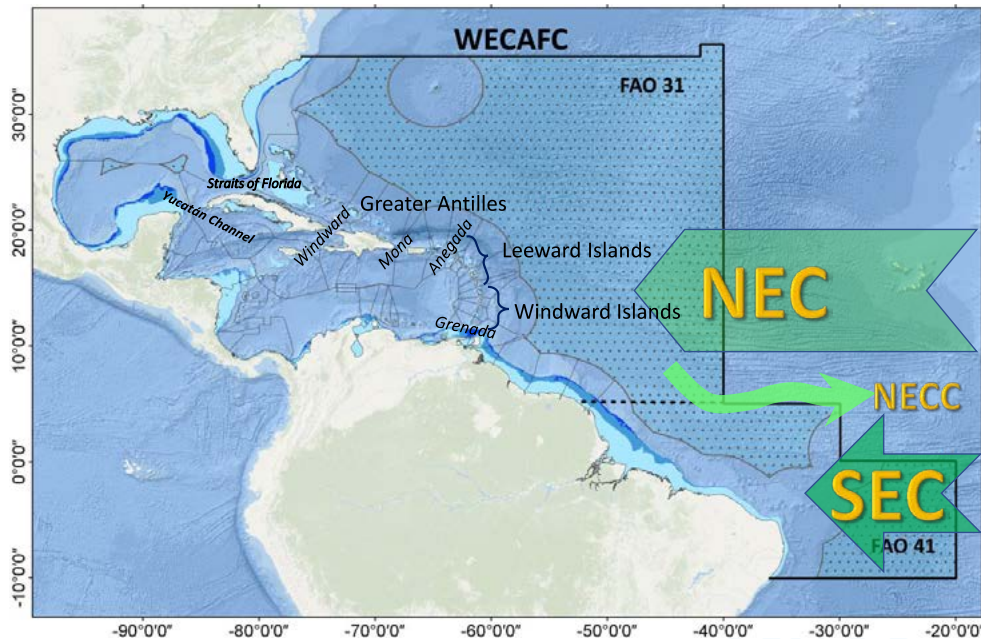 WECAFC
FAO 31
30°0'0"
Straits of Florida
Yucatán Channel
Greater Antilles
20°0'0"
Windward
Mona
Anegada
Leeward Islands
NEC
Windward Islands
Grenada
10°0'0"
NECC
0°0'0"
SEC
FAO 41
-10°0'0"
-90°0'0"
-80°0'0"
-70°0'0"
-60°0'0"
-50°0'0"
-40°0'0"
-30°0'0"
-20°0'0"